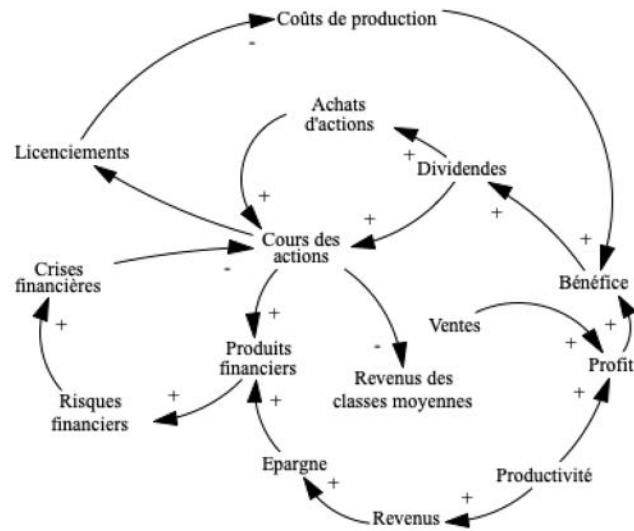 Coûts de production
-
Achats
d'actions
Licenciements
+
Dividendes
+
+
+
+
Cours des
actions
Crises
financières
-
Bénéfice
+
Ventes
+
+
Produits
financiers
-
+
Profit
Revenus des
classes moyennes
+
+
+
Risques
financiers
Epargne
Productivité
+
+
Revenus